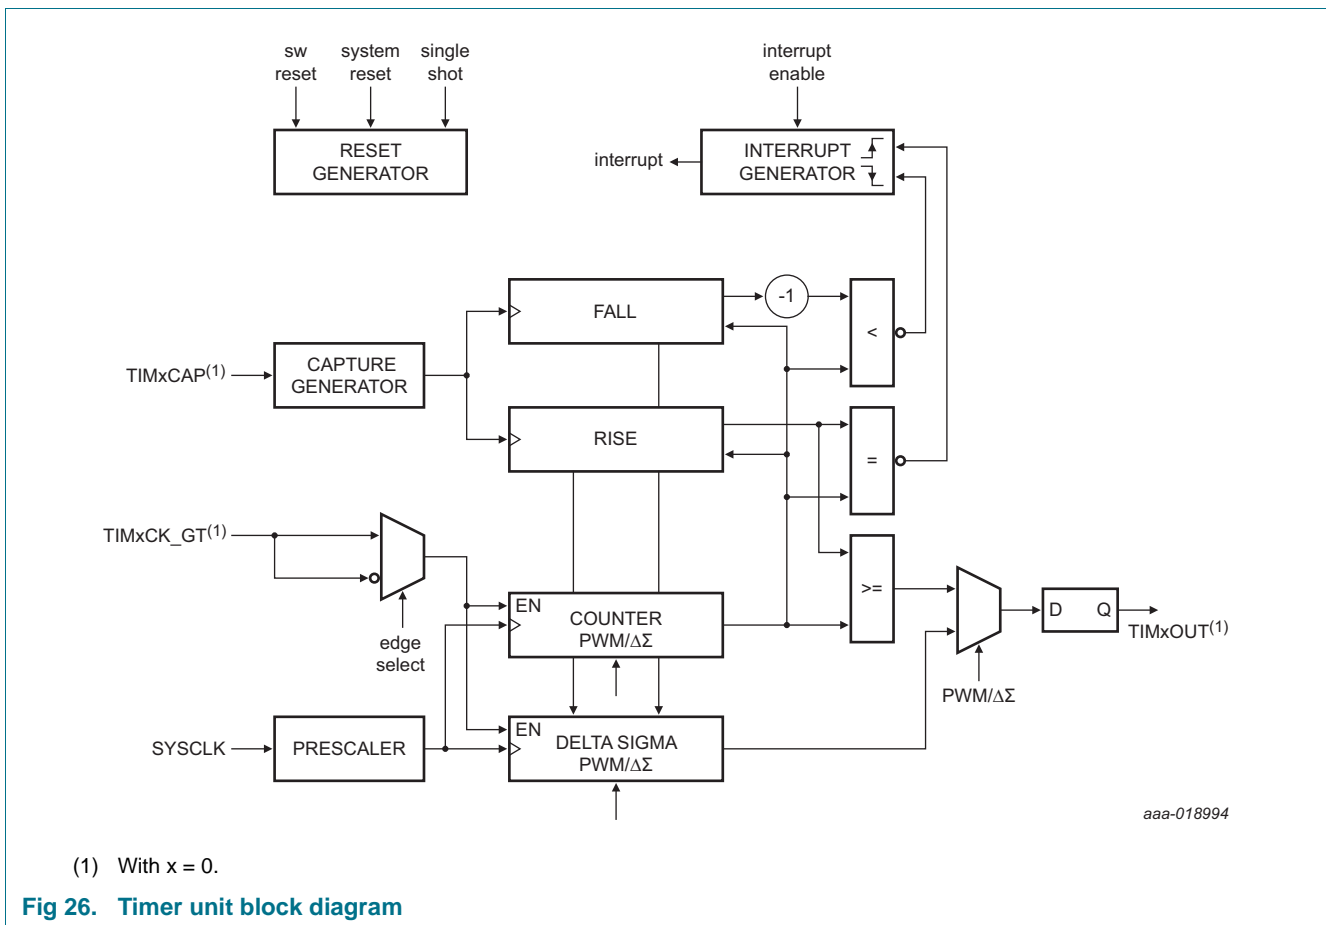 sw
reset
system
reset
single
shot
interrupt
enable
RESET
GENERATOR
interrupt
INTERRUPT
GENERATOR
FALL
-1
<
TIMxCAP(1)
CAPTURE
GENERATOR
RISE
=
TIMxCK_GT(1)
edge
select
EN
COUNTER
PWM/ΔΣ
>=
D Q
TIMxOUT(1)
PWM/ΔΣ
SYSCLK
PRESCALER
EN
DELTA SIGMA
PWM/ΔΣ
aaa-018994
(1) With x = 0.
Fig 26. Timer unit block diagram